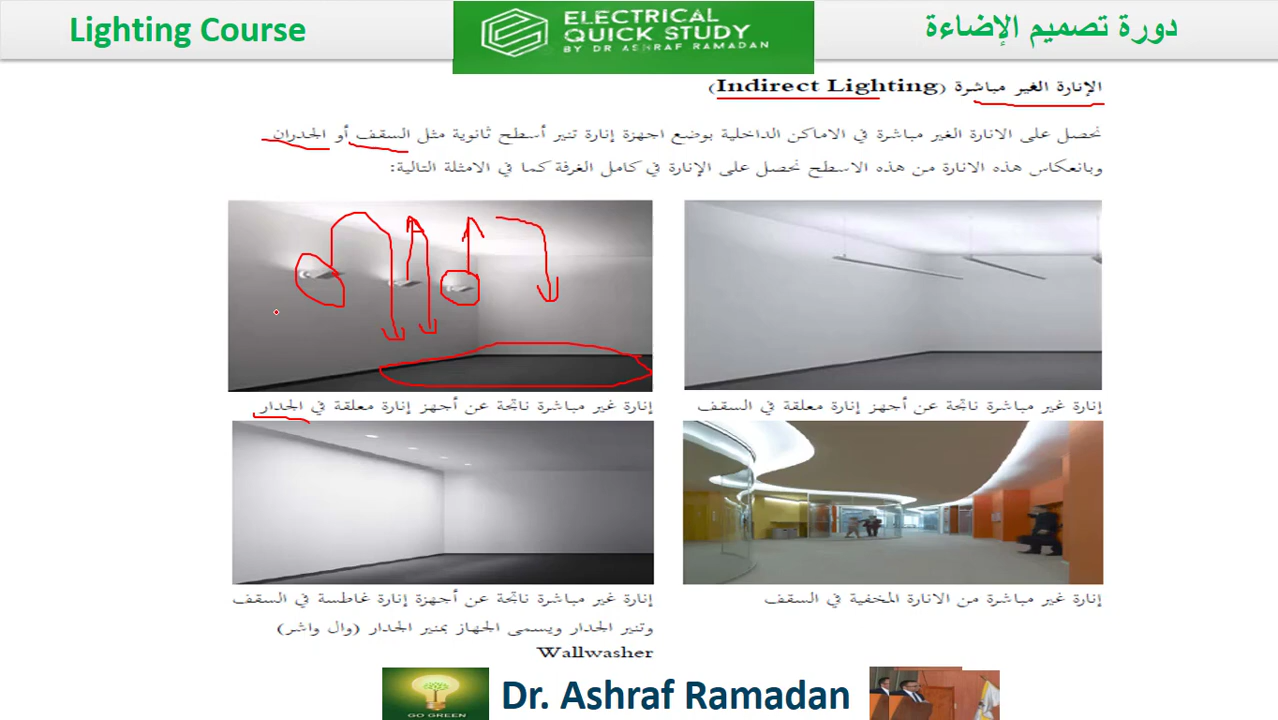 Lighting Course
ELECTRICAL
QUICK STUDY
BY DR ASHRAF RAMADAN
دورة تصميم الإضاءة
الإنارة الغير مباشرة (Indirect Lighting)
نحصل على الانارة الغير مباشرة في الاماكن الداخلية بوضع اجهزة إنارة تنير أسطح ثانوية مثل السقف أو الجدران
وبانعكاس هذه الانارة من هذه الاسطح نحصل على الإنارة في كامل الغرفة كما في الامثلة التالية:
إنارة غير مباشرة ناتجة عن أجهز إنارة معلقة في السقف
إنارة غير مباشرة ناتجة عن أجهز إنارة معلقة في الجدار
إنارة غير مباشرة من الانارة المخفية في السقف
إنارة غير مباشرة ناتجة عن أجهزة إنارة غاطسة في السقف
وتنير الجدار ويسمى الجهاز بمنير الجدار (وال واشر)
Wallwasher
GO GREEN
Dr. Ashraf Ramadan